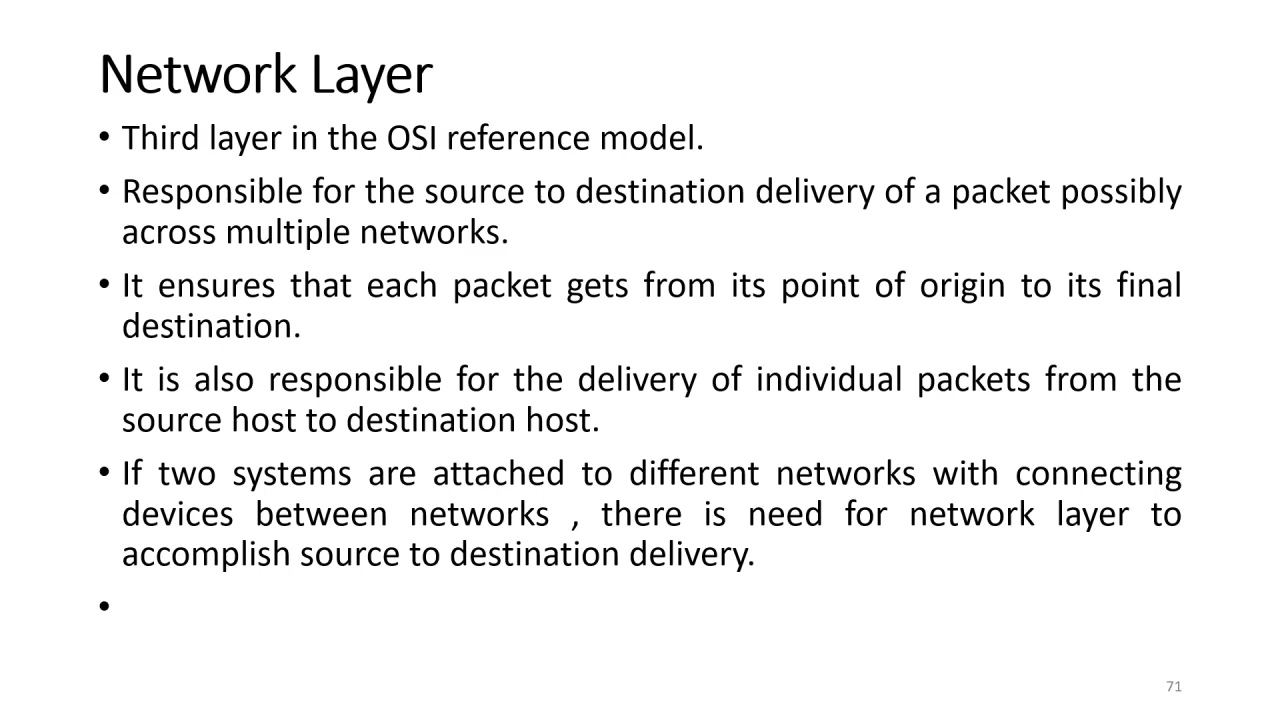 Network Layer
• Third layer in the OSI reference model.
• Responsible for the source to destination delivery of a packet possibly
across multiple networks.
• It ensures that each packet gets from its point of origin to its final
destination.
• It is also responsible for the delivery of individual packets from the
source host to destination host.
• If two systems are attached to different networks with connecting
devices between networks , there is need for network layer to
accomplish source to destination delivery.
•
71